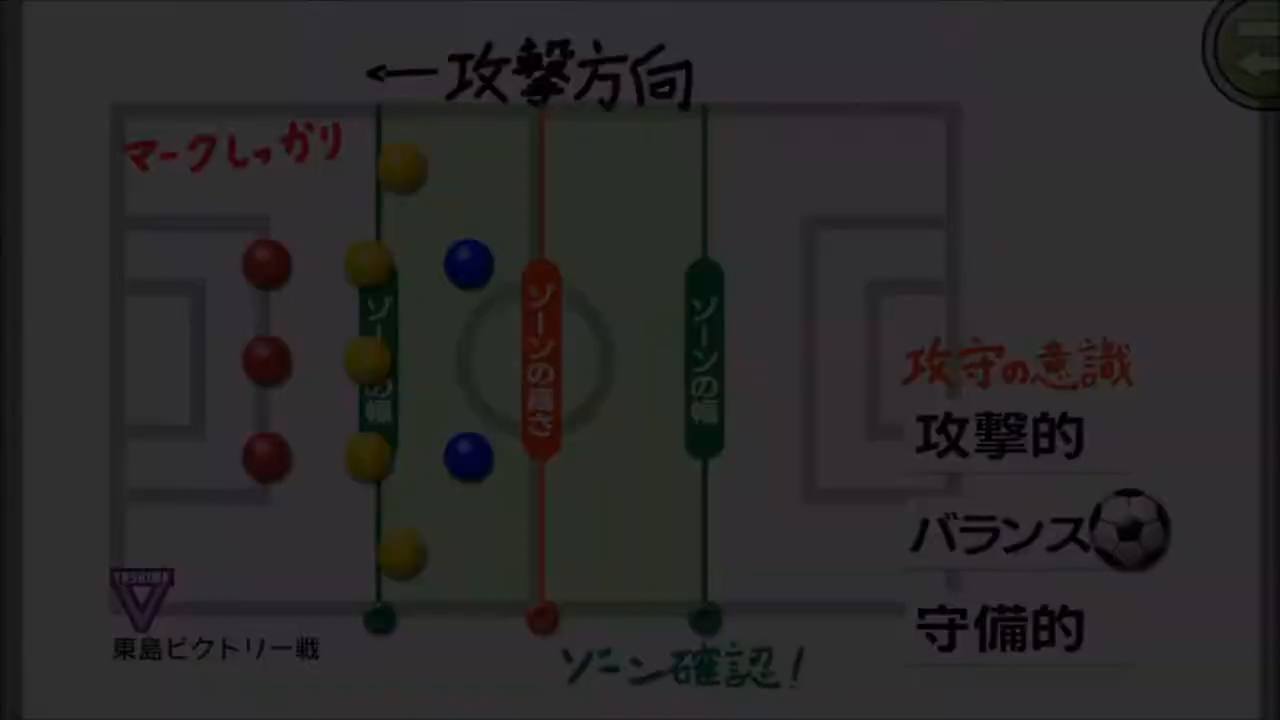 ←攻撃方向
マークしっかり
ゾーンの幅
ゾーンの高さ
ゾーンの幅
攻守の意識
攻撃的
バランス
守備的
TASHIMA
東島ビクトリー戦
ゾーン確認!